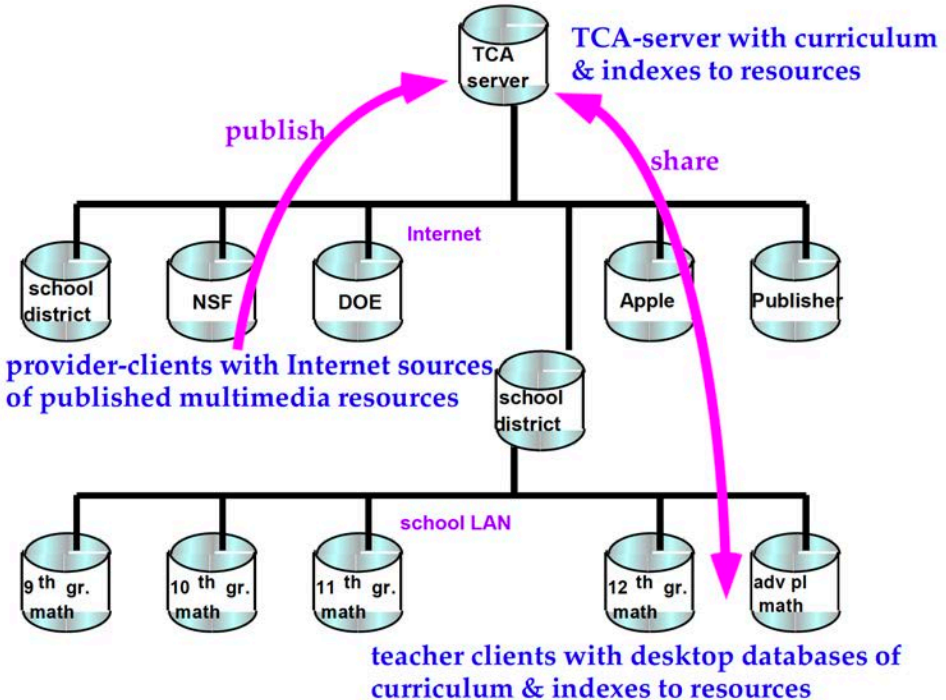 TCA
server
TCA-server with curriculum
& indexes to resources
publish
share
Internet
school
district
NSF
DOE
Apple
Publisher
provider-clients with Internet sources
of published multimedia resources
school
district
school LAN
9 th gr.
math
10 th gr.
math
11 th gr.
math
12 th gr.
math
adv pl
math
teacher clients with desktop databases of
curriculum & indexes to resources